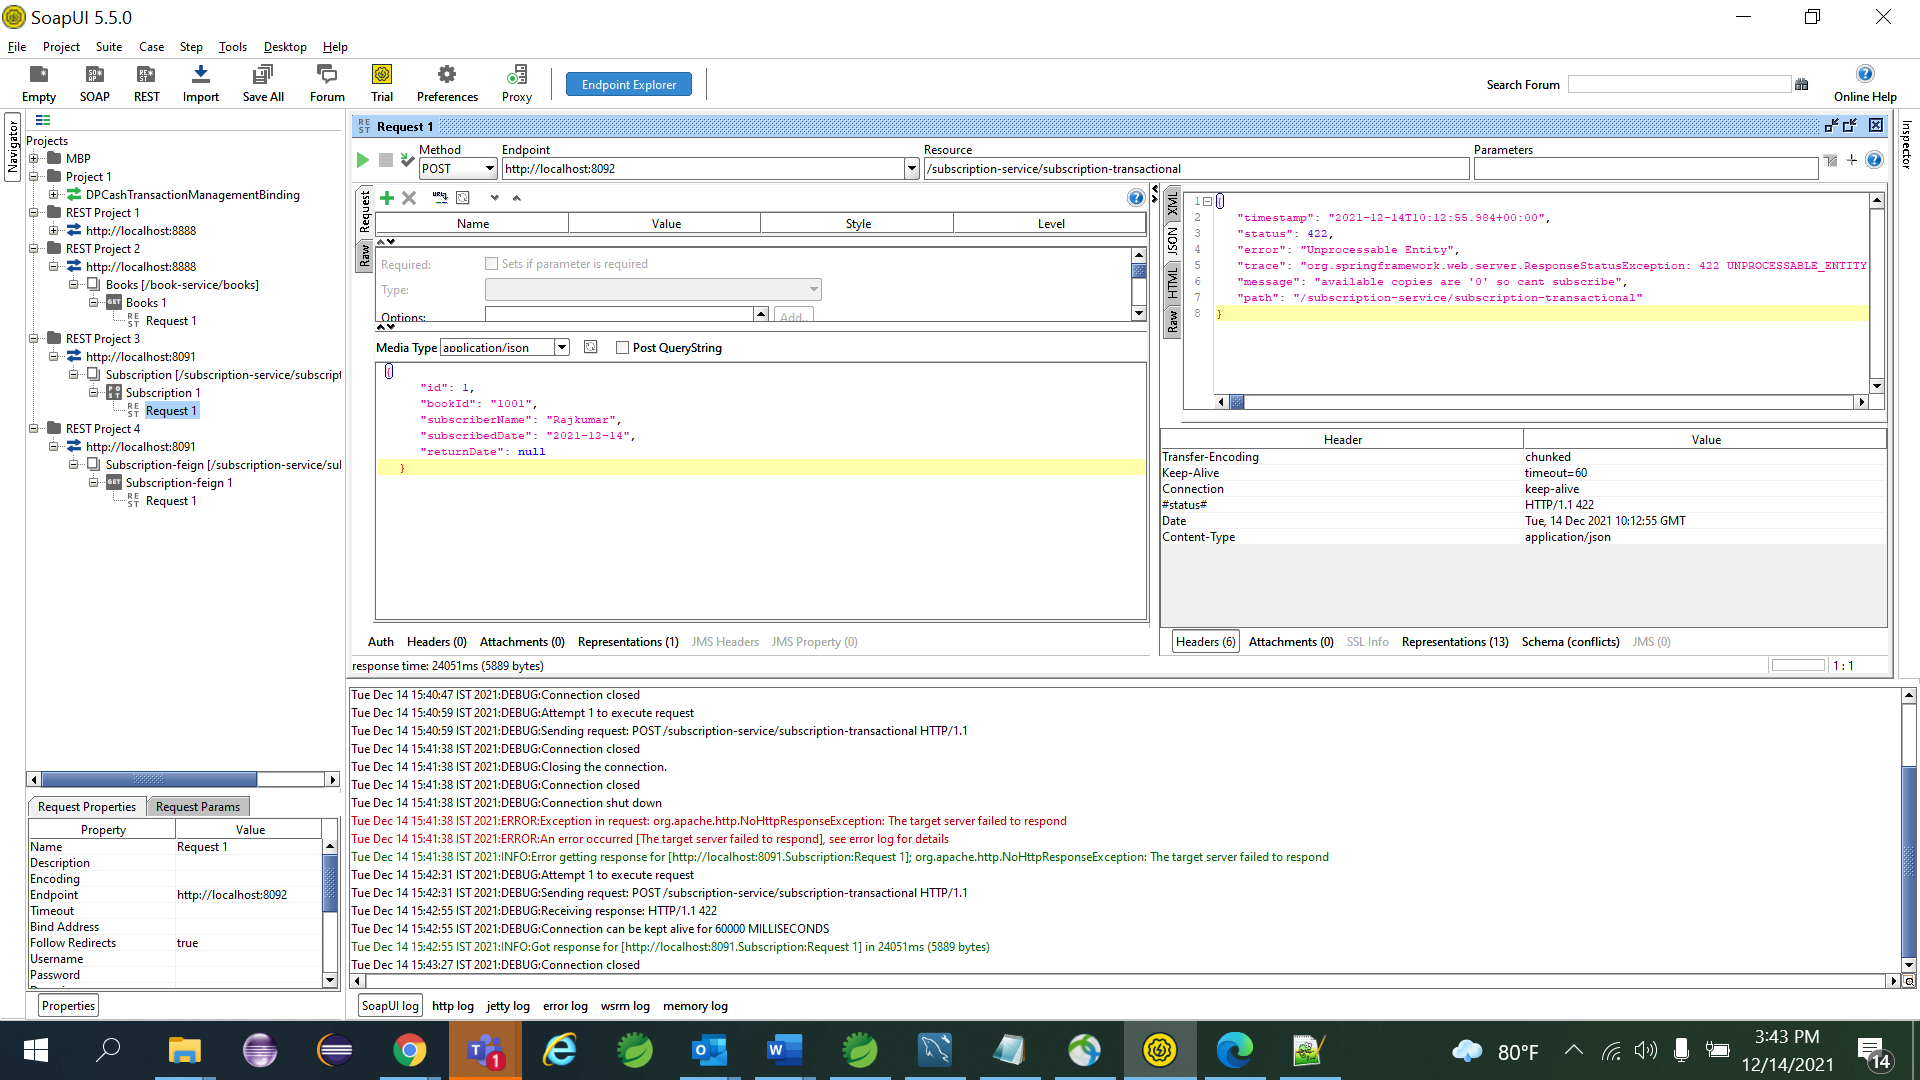 SoapUI 5.5.0
File Project Suite Case Step Tools Desktop Help
Empty SOAP REST Import Save All Forum Trial Preferences Proxy Endpoint Explorer Search Forum Online Help
Navigator
Projects
MBP
Project 1
DPCashTransactionManagementBinding
REST Project 1
http://localhost:8888
REST Project 2
http://localhost:8888
Books [/book-service/books]
GET Books 1
REST Request 1
REST Project 3
http://localhost:8091
Subscription [/subscription-service/subscript
POST Subscription 1
REST Request 1
REST Project 4
http://localhost:8091
Subscription-feign [/subscription-service/sul
GET Subscription-feign 1
REST Request 1
Request Properties Request Params
Property Value
Name Request 1
Description
Encoding
Endpoint http://localhost:8092
Timeout
Bind Address
Follow Redirects true
Username
Password
Properties
REST Request 1
Method Endpoint Resource Parameters
POST http://localhost:8092 /subscription-service/subscription-transactional
Request
Raw
Name Value Style Level
Required: Sets if parameter is required
Type:
Options: Add..
Media Type application/json Post QueryString
{
"id": 1,
"bookId": "1001",
"subscriberName": "Rajkumar",
"subscribedDate": "2021-12-14",
"returnDate": null
}
Auth Headers (0) Attachments (0) Representations (1) JMS Headers JMS Property (0)
response time: 24051ms (5889 bytes)
XML
JSON
HTML
Raw
1 {
2 "timestamp": "2021-12-14T10:12:55.984+00:00",
3 "status": 422,
4 "error": "Unprocessable Entity",
5 "trace": "org.springframework.web.server.ResponseStatusException: 422 UNPROCESSABLE_ENTITY
6 "message": "available copies are '0' so cant subscribe",
7 "path": "/subscription-service/subscription-transactional"
8 }
Header Value
Transfer-Encoding chunked
Keep-Alive timeout=60
Connection keep-alive
#status# HTTP/1.1 422
Date Tue, 14 Dec 2021 10:12:55 GMT
Content-Type application/json
Headers (6) Attachments (0) SSL Info Representations (13) Schema (conflicts) JMS (0)
1 : 1
Inspector
Tue Dec 14 15:40:47 IST 2021:DEBUG:Connection closed
Tue Dec 14 15:40:59 IST 2021:DEBUG:Attempt 1 to execute request
Tue Dec 14 15:40:59 IST 2021:DEBUG:Sending request: POST /subscription-service/subscription-transactional HTTP/1.1
Tue Dec 14 15:41:38 IST 2021:DEBUG:Connection closed
Tue Dec 14 15:41:38 IST 2021:DEBUG:Closing the connection.
Tue Dec 14 15:41:38 IST 2021:DEBUG:Connection closed
Tue Dec 14 15:41:38 IST 2021:DEBUG:Connection shut down
Tue Dec 14 15:41:38 IST 2021:ERROR:Exception in request: org.apache.http.NoHttpResponseException: The target server failed to respond
Tue Dec 14 15:41:38 IST 2021:ERROR:An error occurred [The target server failed to respond], see error log for details
Tue Dec 14 15:41:38 IST 2021:INFO:Error getting response for [http://localhost:8091.Subscription:Request 1]; org.apache.http.NoHttpResponseException: The target server failed to respond
Tue Dec 14 15:42:31 IST 2021:DEBUG:Attempt 1 to execute request
Tue Dec 14 15:42:31 IST 2021:DEBUG:Sending request: POST /subscription-service/subscription-transactional HTTP/1.1
Tue Dec 14 15:42:55 IST 2021:DEBUG:Receiving response: HTTP/1.1 422
Tue Dec 14 15:42:55 IST 2021:DEBUG:Connection can be kept alive for 60000 MILLISECONDS
Tue Dec 14 15:42:55 IST 2021:INFO:Got response for [http://localhost:8091.Subscription:Request 1] in 24051ms (5889 bytes)
Tue Dec 14 15:43:27 IST 2021:DEBUG:Connection closed
SoapUI log http log jetty log error log wsrm log memory log
80°F
3:43 PM
12/14/2021
14